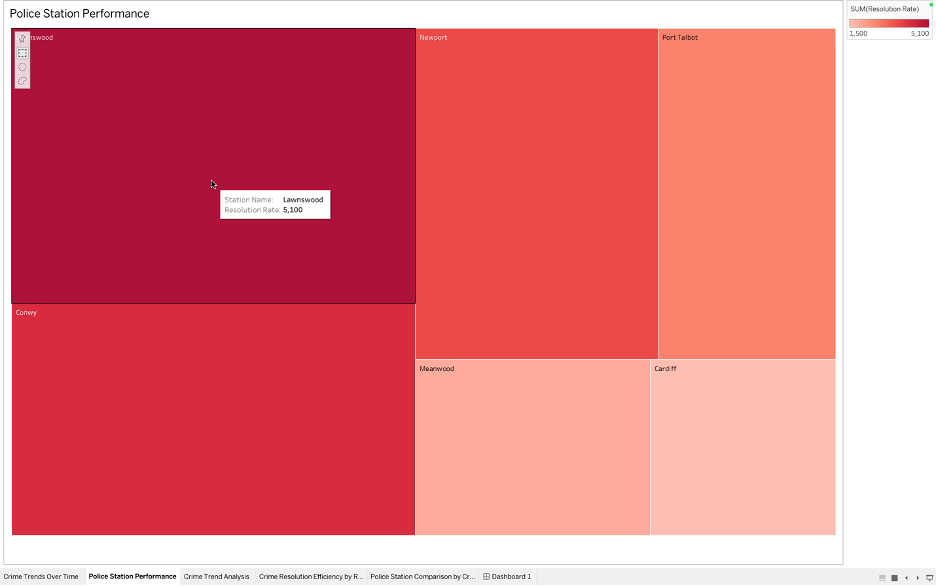 Police Station Performance
SUM(Resolution Rate)
1,500 5,100
nswood
Newport
Port Talbot
Station Name: Lawnswood
Resolution Rate: 5,100
Conwy
Meanwood
Cardiff
Crime Trends Over Time Police Station Performance Crime Trend Analysis Crime Resolution Efficiency by R... Police Station Comparison by Cr... Dashboard 1